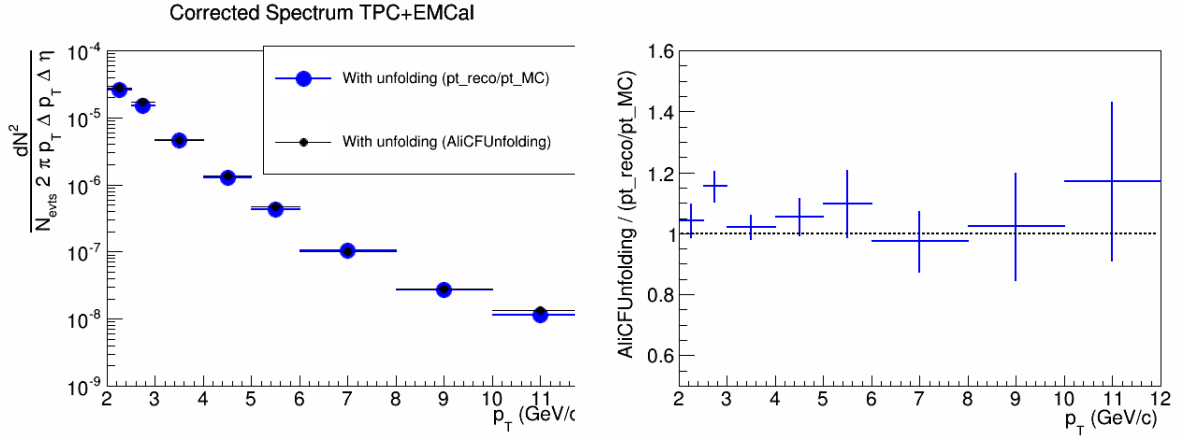 Corrected Spectrum TPC+EMCal
dN²
N_evts 2 π p_T Δ p_T Δ η
10⁻⁴
10⁻⁵
10⁻⁶
10⁻⁷
10⁻⁸
10⁻⁹
With unfolding (pt_reco/pt_MC)
With unfolding (AliCFUnfolding)
2 3 4 5 6 7 8 9 10 11
p_T (GeV/c
AliCFUnfolding / (pt_reco/pt_MC)
1.6
1.4
1.2
1
0.8
0.6
2 3 4 5 6 7 8 9 10 11 12
p_T (GeV/c)